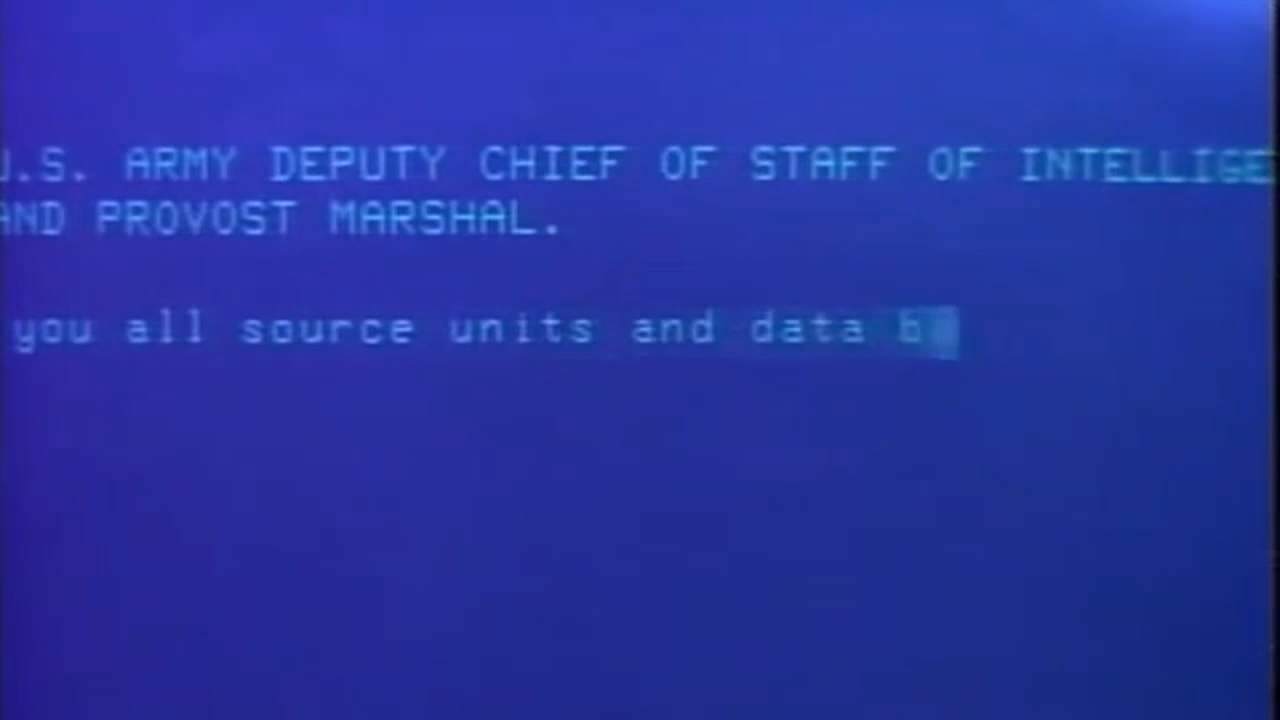 U.S. ARMY DEPUTY CHIEF OF STAFF OF INTELLIGE
AND PROVOST MARSHAL.
you all source units and data b